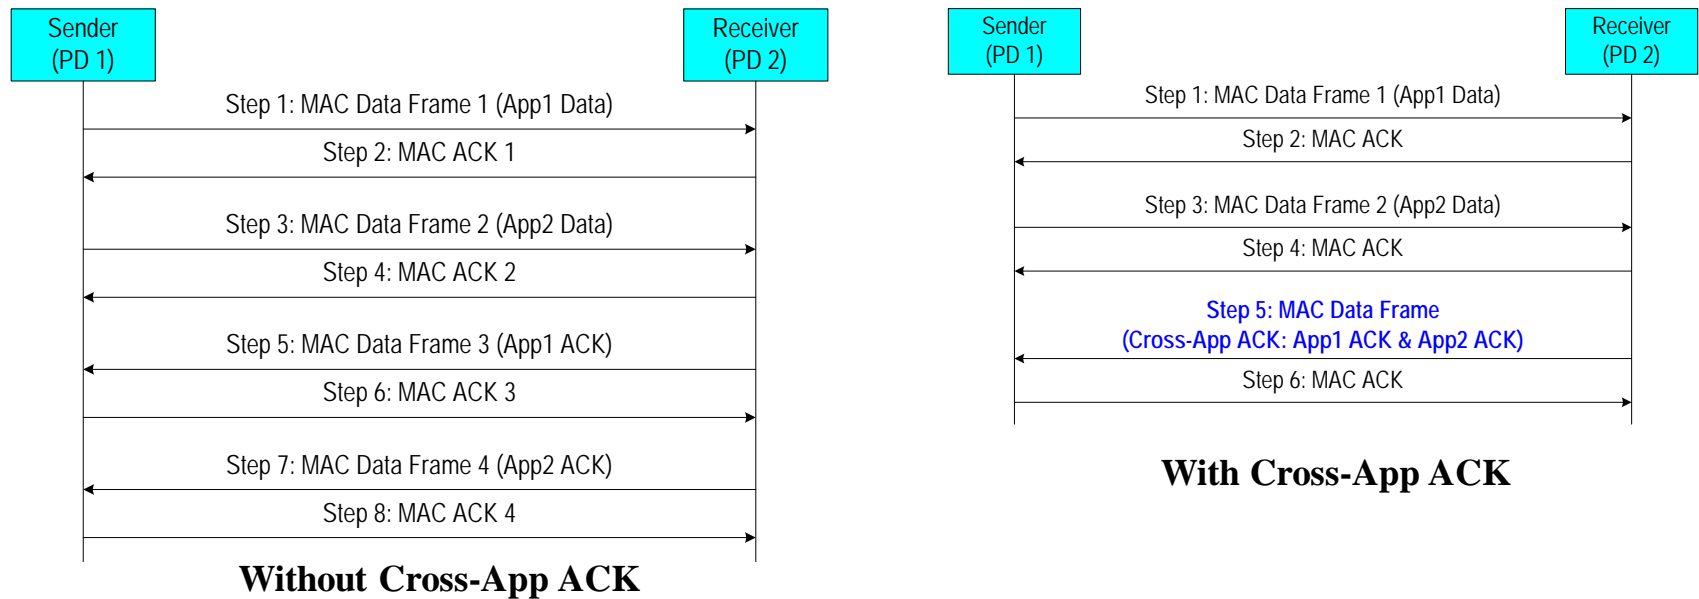 Sender
(PD 1)
Receiver
(PD 2)
Step 1: MAC Data Frame 1 (App1 Data)
Step 2: MAC ACK 1
Step 3: MAC Data Frame 2 (App2 Data)
Step 4: MAC ACK 2
Step 5: MAC Data Frame 3 (App1 ACK)
Step 6: MAC ACK 3
Step 7: MAC Data Frame 4 (App2 ACK)
Step 8: MAC ACK 4
Without Cross-App ACK
Sender
(PD 1)
Receiver
(PD 2)
Step 1: MAC Data Frame 1 (App1 Data)
Step 2: MAC ACK
Step 3: MAC Data Frame 2 (App2 Data)
Step 4: MAC ACK
Step 5: MAC Data Frame
(Cross-App ACK: App1 ACK & App2 ACK)
Step 6: MAC ACK
With Cross-App ACK